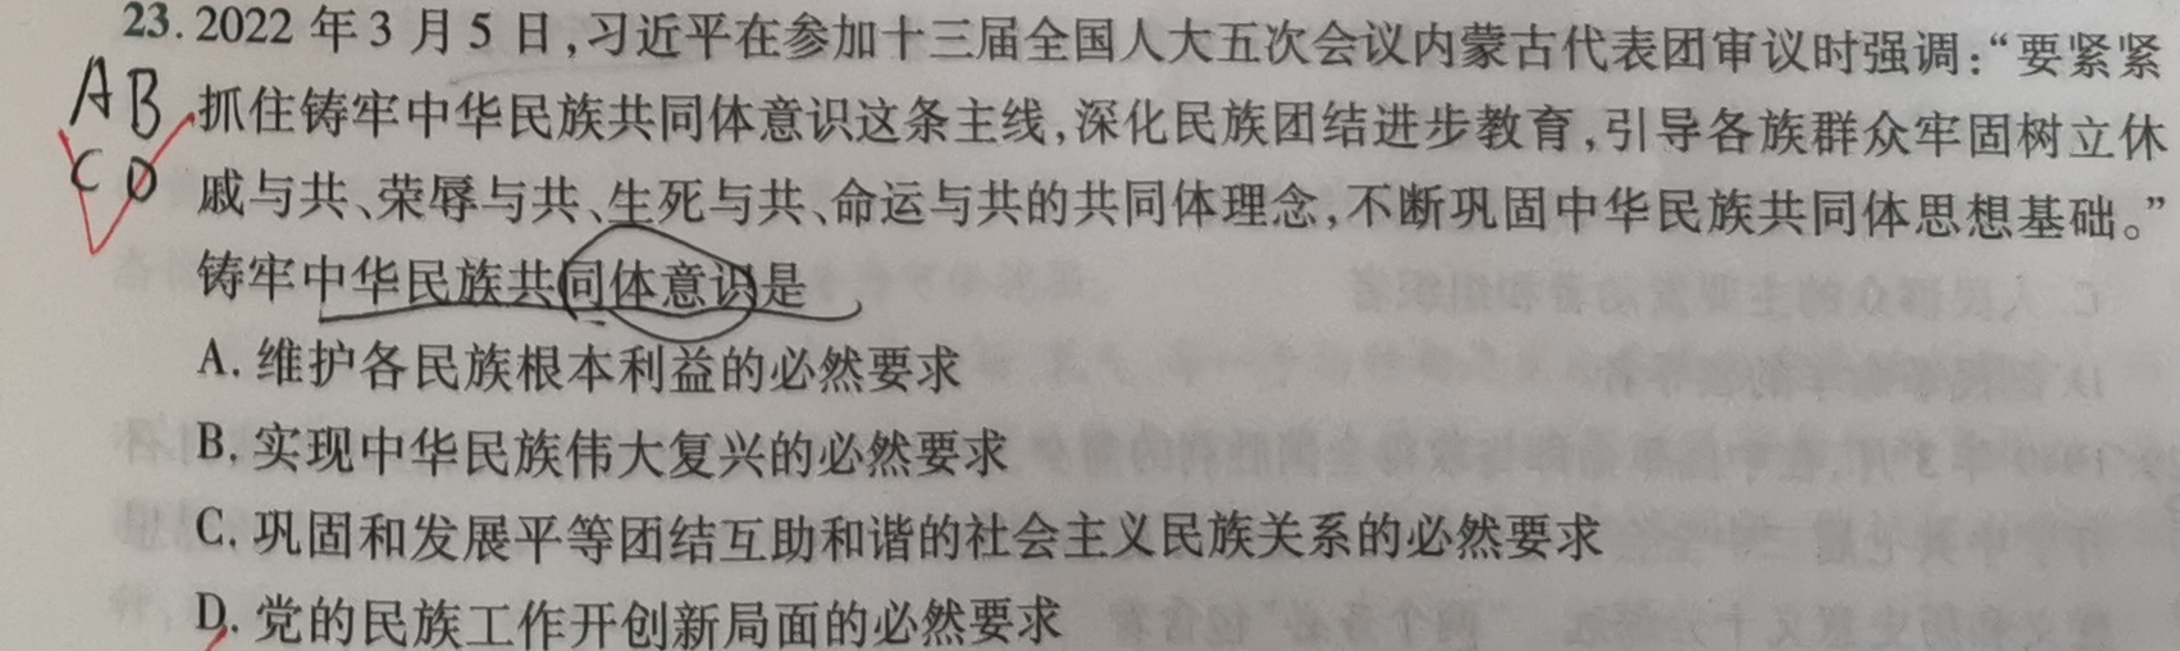 23. 2022 年 3 月 5 日,习近平在参加十三届全国人大五次会议内蒙古代表团审议时强调:“要紧紧
AB
抓住铸牢中华民族共同体意识这条主线,深化民族团结进步教育,引导各族群众牢固树立休
CD
戚与共、荣辱与共、生死与共、命运与共的共同体理念,不断巩固中华民族共同体思想基础。”
铸牢中华民族共同体意识是
A. 维护各民族根本利益的必然要求
B. 实现中华民族伟大复兴的必然要求
C. 巩固和发展平等团结互助和谐的社会主义民族关系的必然要求
D. 党的民族工作开创新局面的必然要求